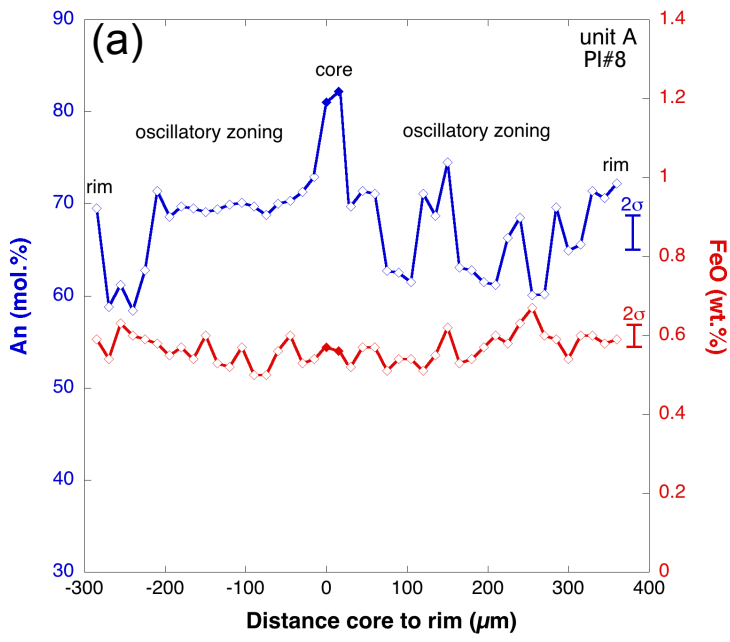 (a)
unit A
Pl#8
core
oscillatory zoning
oscillatory zoning
rim
rim
2σ
2σ
An (mol.%)
90
80
70
60
50
40
30
FeO (wt.%)
1.4
1.2
1
0.8
0.6
0.4
0.2
0
-300
-200
-100
0
100
200
300
400
Distance core to rim (µm)